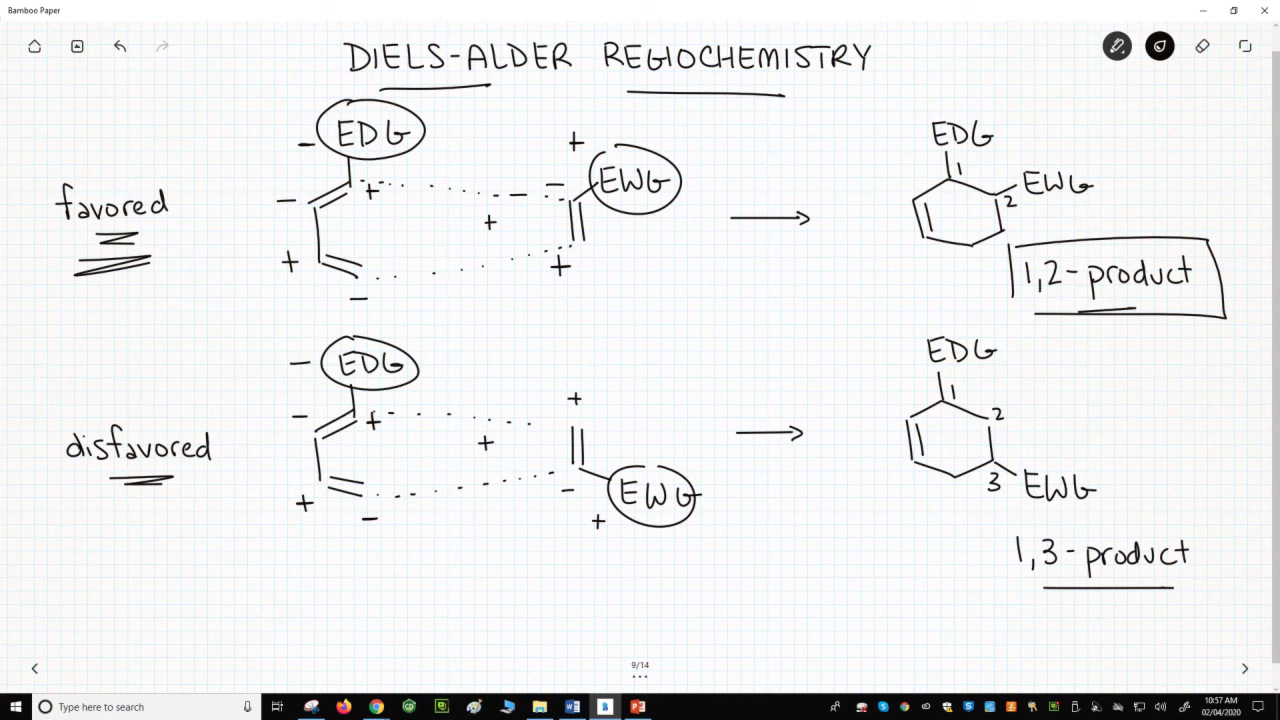 Bamboo Paper
DIELS-ALDER REGIOCHEMISTRY
favored
- EDG
- +
+ -
+
- EWG
+
+
EDG
1
2 EWG
1,2-product
disfavored
- EDG
- +
+ -
+
+
- EWG
+
EDG
1
2
3 EWG
1,3-product
9/14
Type here to search
10:57 AM
02/04/2020